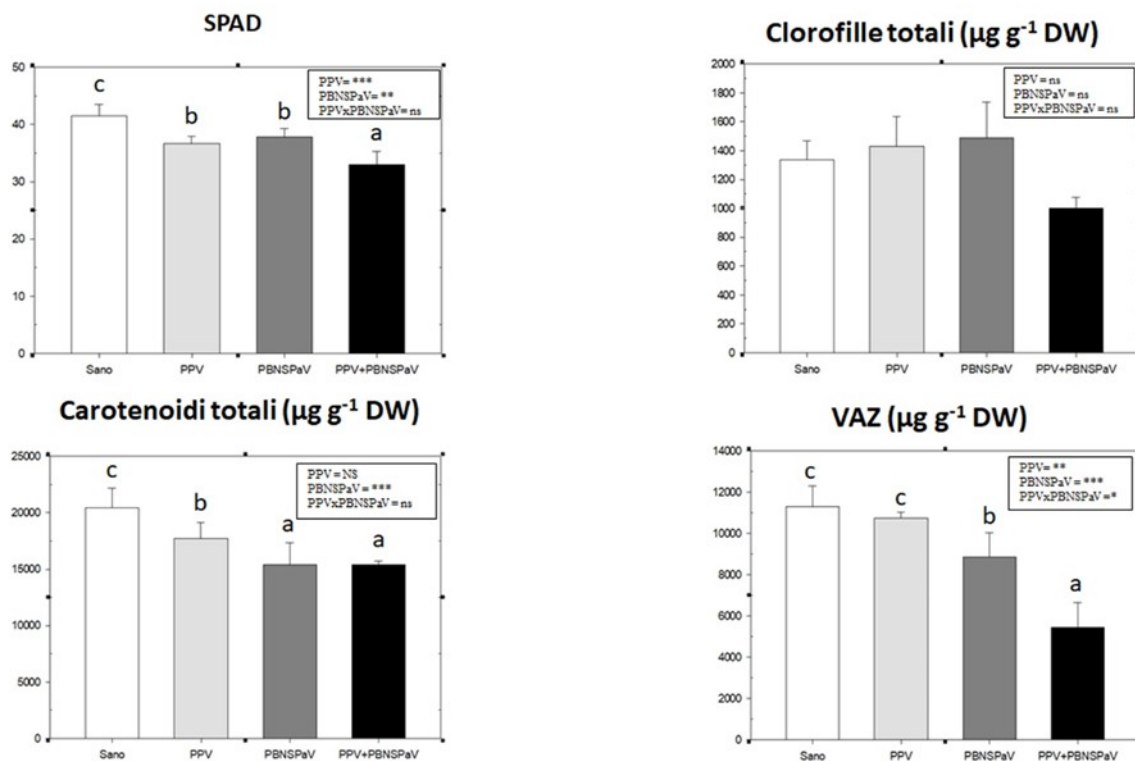 SPAD
50
40
30
20
10
0
c
b
b
a
PPV= ***
PBNSPaV= **
PPVxPBNSPaV= ns
Sano
PPV
PBNSPaV
PPV+PBNSPaV
Clorofille totali (µg g⁻¹ DW)
2000
1800
1600
1400
1200
1000
800
600
400
200
0
PPV = ns
PBNSPaV= ns
PPVxPBNSPaV= ns
Sano
PPV
PBNSPaV
PPV+PBNSPaV
Carotenoidi totali (µg g⁻¹ DW)
25000
20000
15000
10000
5000
0
c
b
a
a
PPV = NS
PBNSPaV= ***
PPVxPBNSPaV= ns
Sano
PPV
PBNSPaV
PPV+PBNSPaV
VAZ (µg g⁻¹ DW)
14000
12000
10000
8000
6000
4000
2000
0
c
c
b
a
PPV= **
PBNSPaV= ***
PPVxPBNSPaV=*
Sano
PPV
PBNSPaV
PPV+PBNSPaV